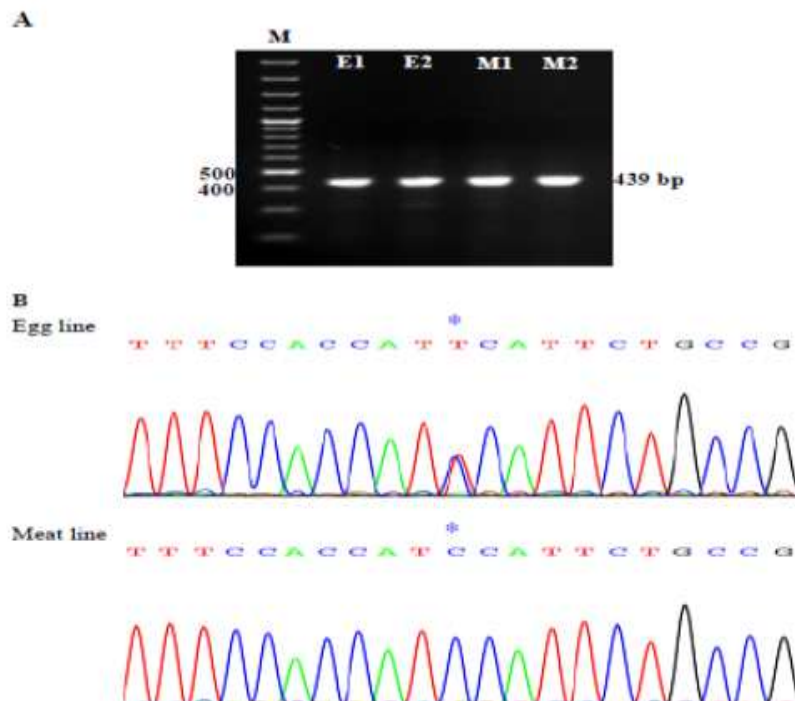 A
M
E1 E2 M1 M2
500
400
439 bp
B
Egg line
*
T T T C C A C C A T T C A T T C T G C C G
Meat line
*
T T T C C A C C A T C C A T T C T G C C G